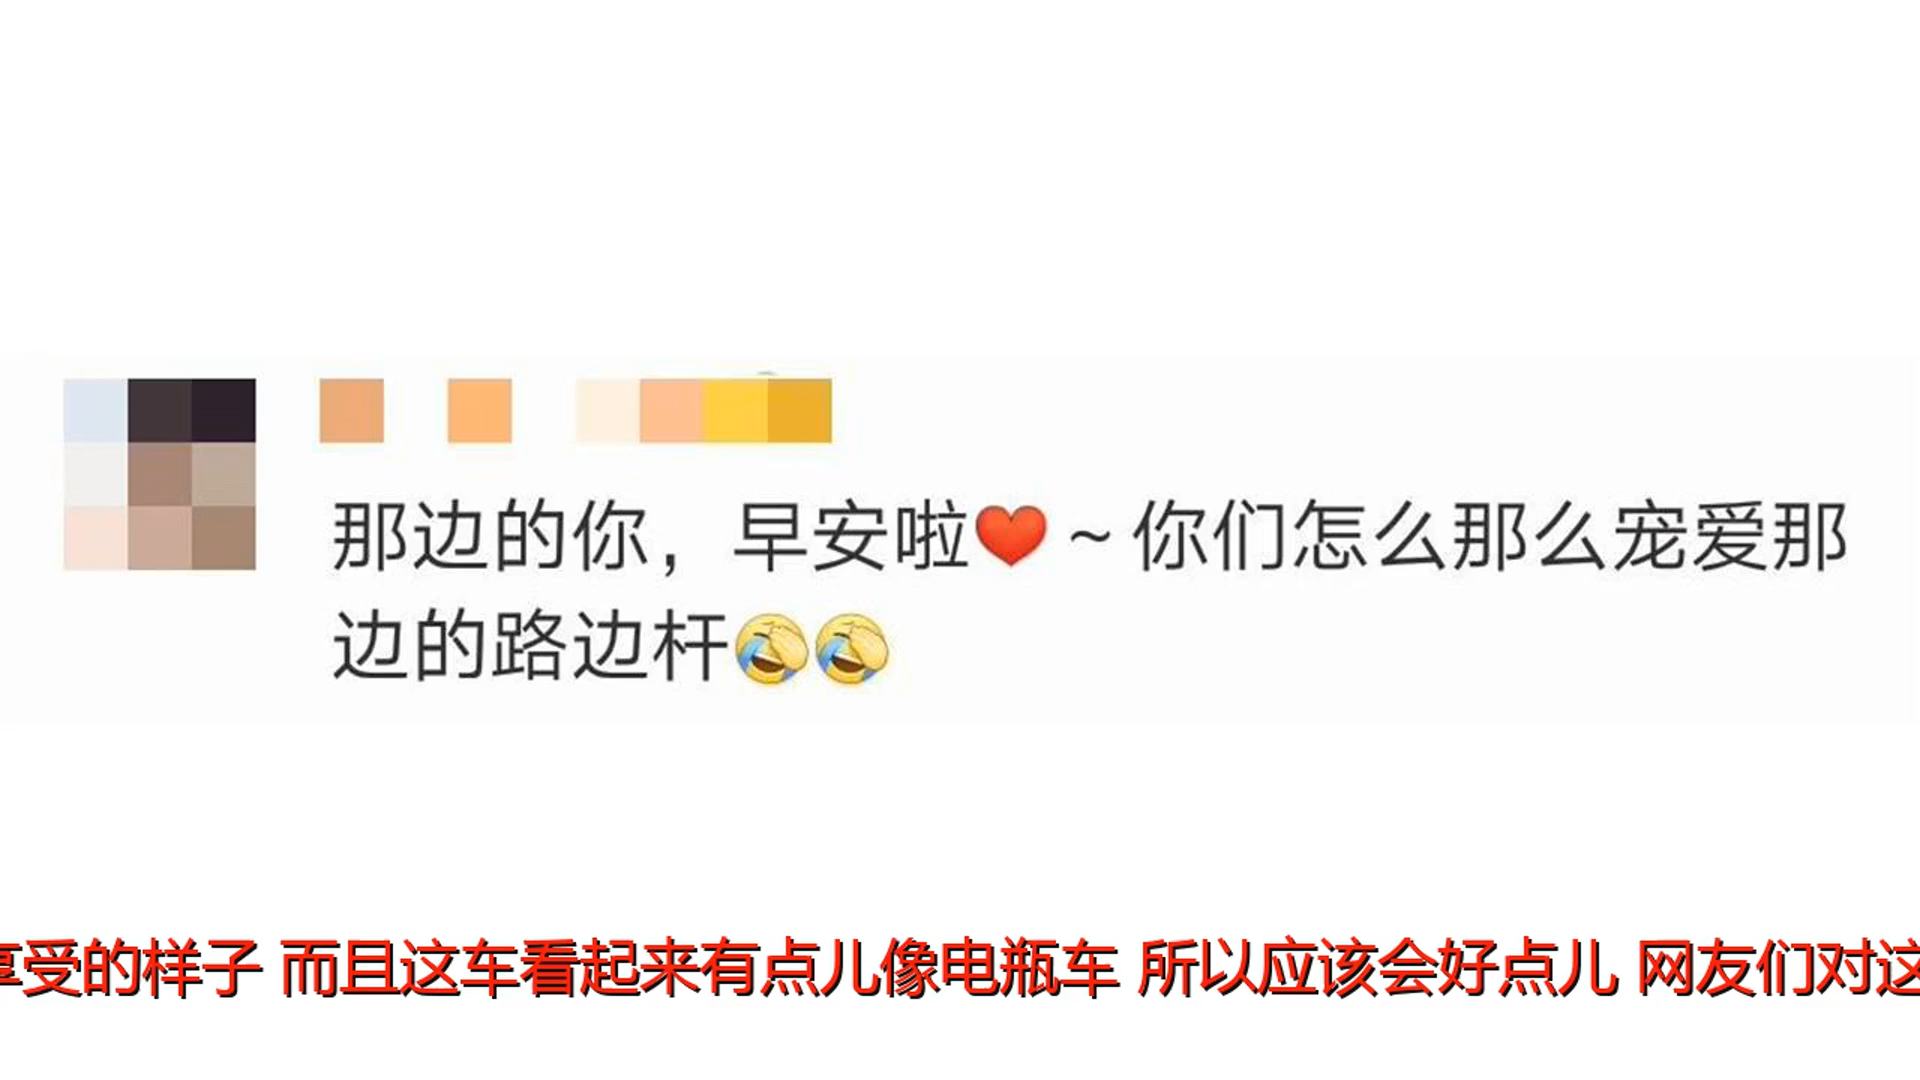 那边的你，早安啦❤️～你们怎么那么宠爱那
边的路边杆🤣🤣
享受的样子 而且这车看起来有点儿像电瓶车 所以应该会好点儿 网友们对这